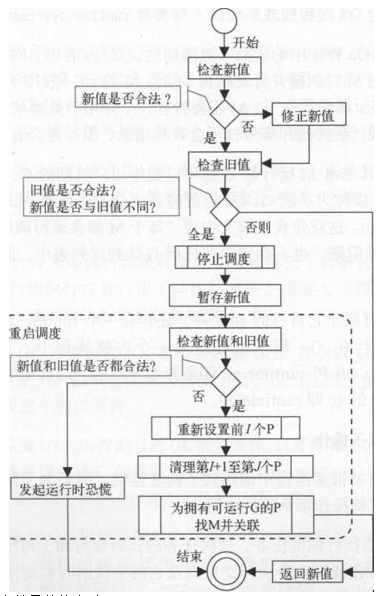 开始
检查新值
新值是否合法?
否
修正新值
是
检查旧值
旧值是否合法?
新值是否与旧值不同?
全是
否则
停止调度
暂存新值
重启调度
检查新值和旧值
新值和旧值是否都合法?
否
是
重新设置前I个P
清理第I+1至第J个P
发起运行时恐慌
为拥有可运行G的P
找M并关联
结束
返回新值